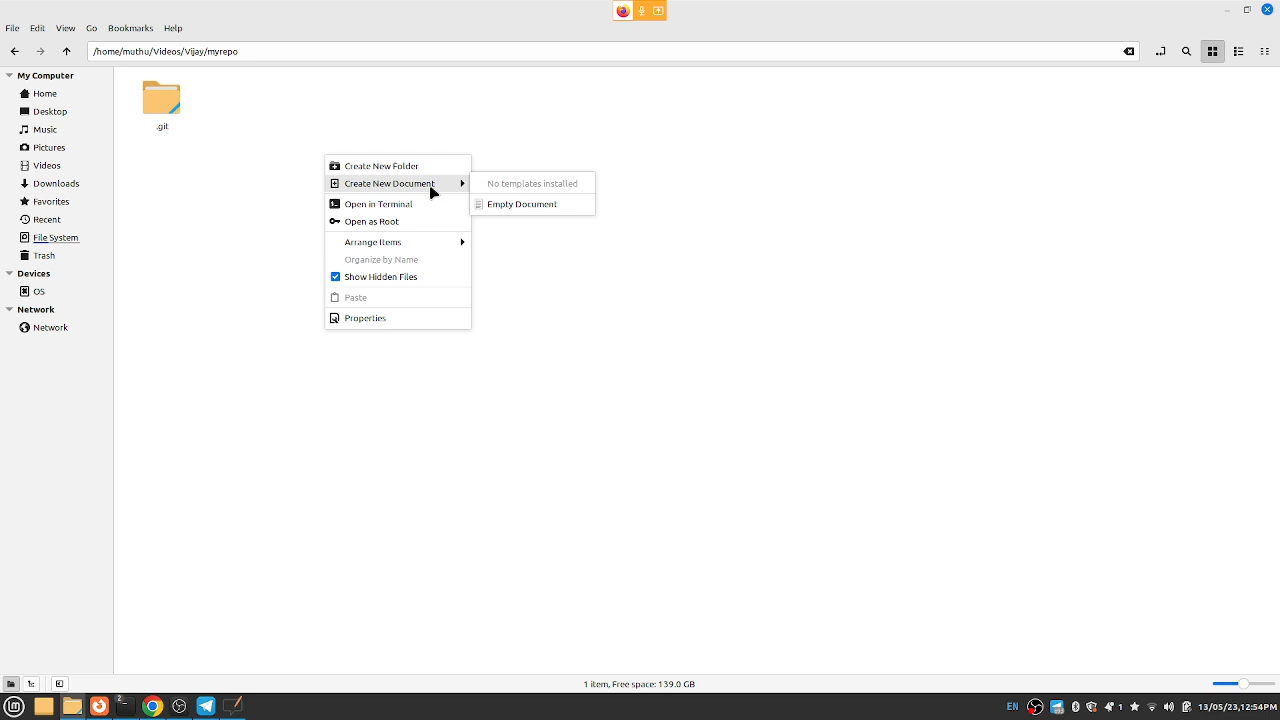 File Edit View Go Bookmarks Help
/home/muthu/Videos/Vijay/myrepo
My Computer
Home
Desktop
Music
Pictures
Videos
Downloads
Favorites
Recent
File System
Trash
Devices
OS
Network
Network
.git
Create New Folder
Create New Document
Open in Terminal
Open as Root
Arrange Items
Organize by Name
Show Hidden Files
Paste
Properties
No templates installed
Empty Document
1 item, Free space: 139.0 GB
2
EN 1 13/05/23,12:54PM